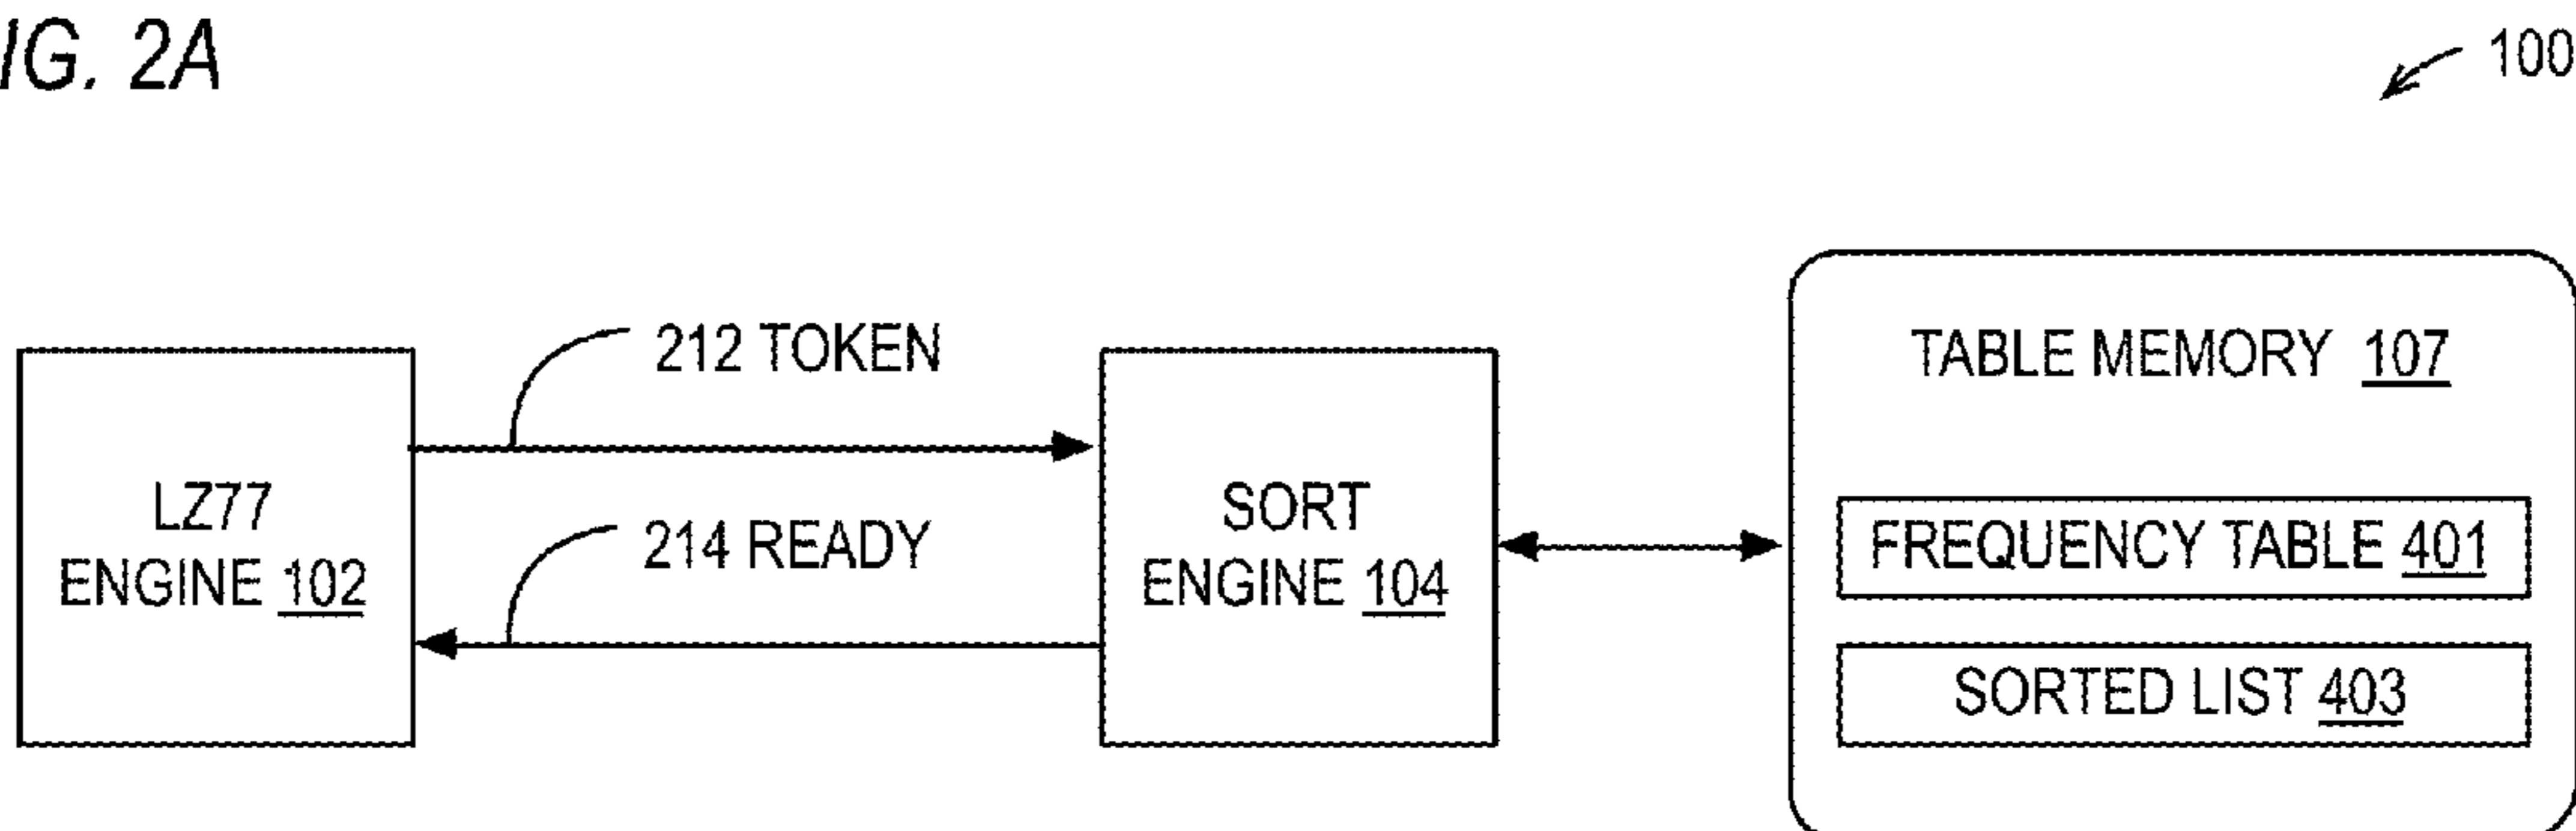 IG. 2A
100
212 TOKEN
TABLE MEMORY 107
LZ77
ENGINE 102
214 READY
SORT
ENGINE 104
FREQUENCY TABLE 401
SORTED LIST 403